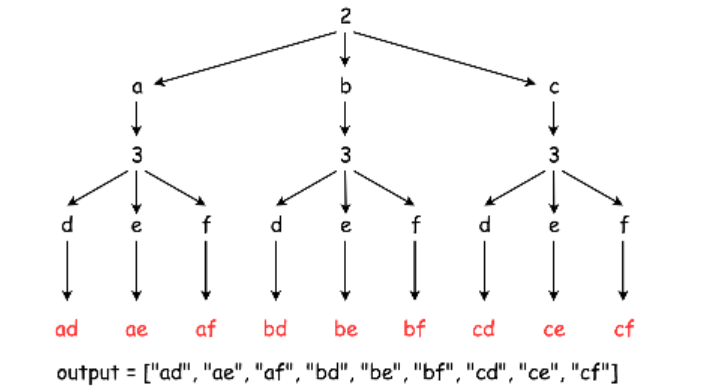 2
a b c
3 3 3
d e f d e f d e f
ad ae af bd be bf cd ce cf
output = ["ad", "ae", "af", "bd", "be", "bf", "cd", "ce", "cf"]